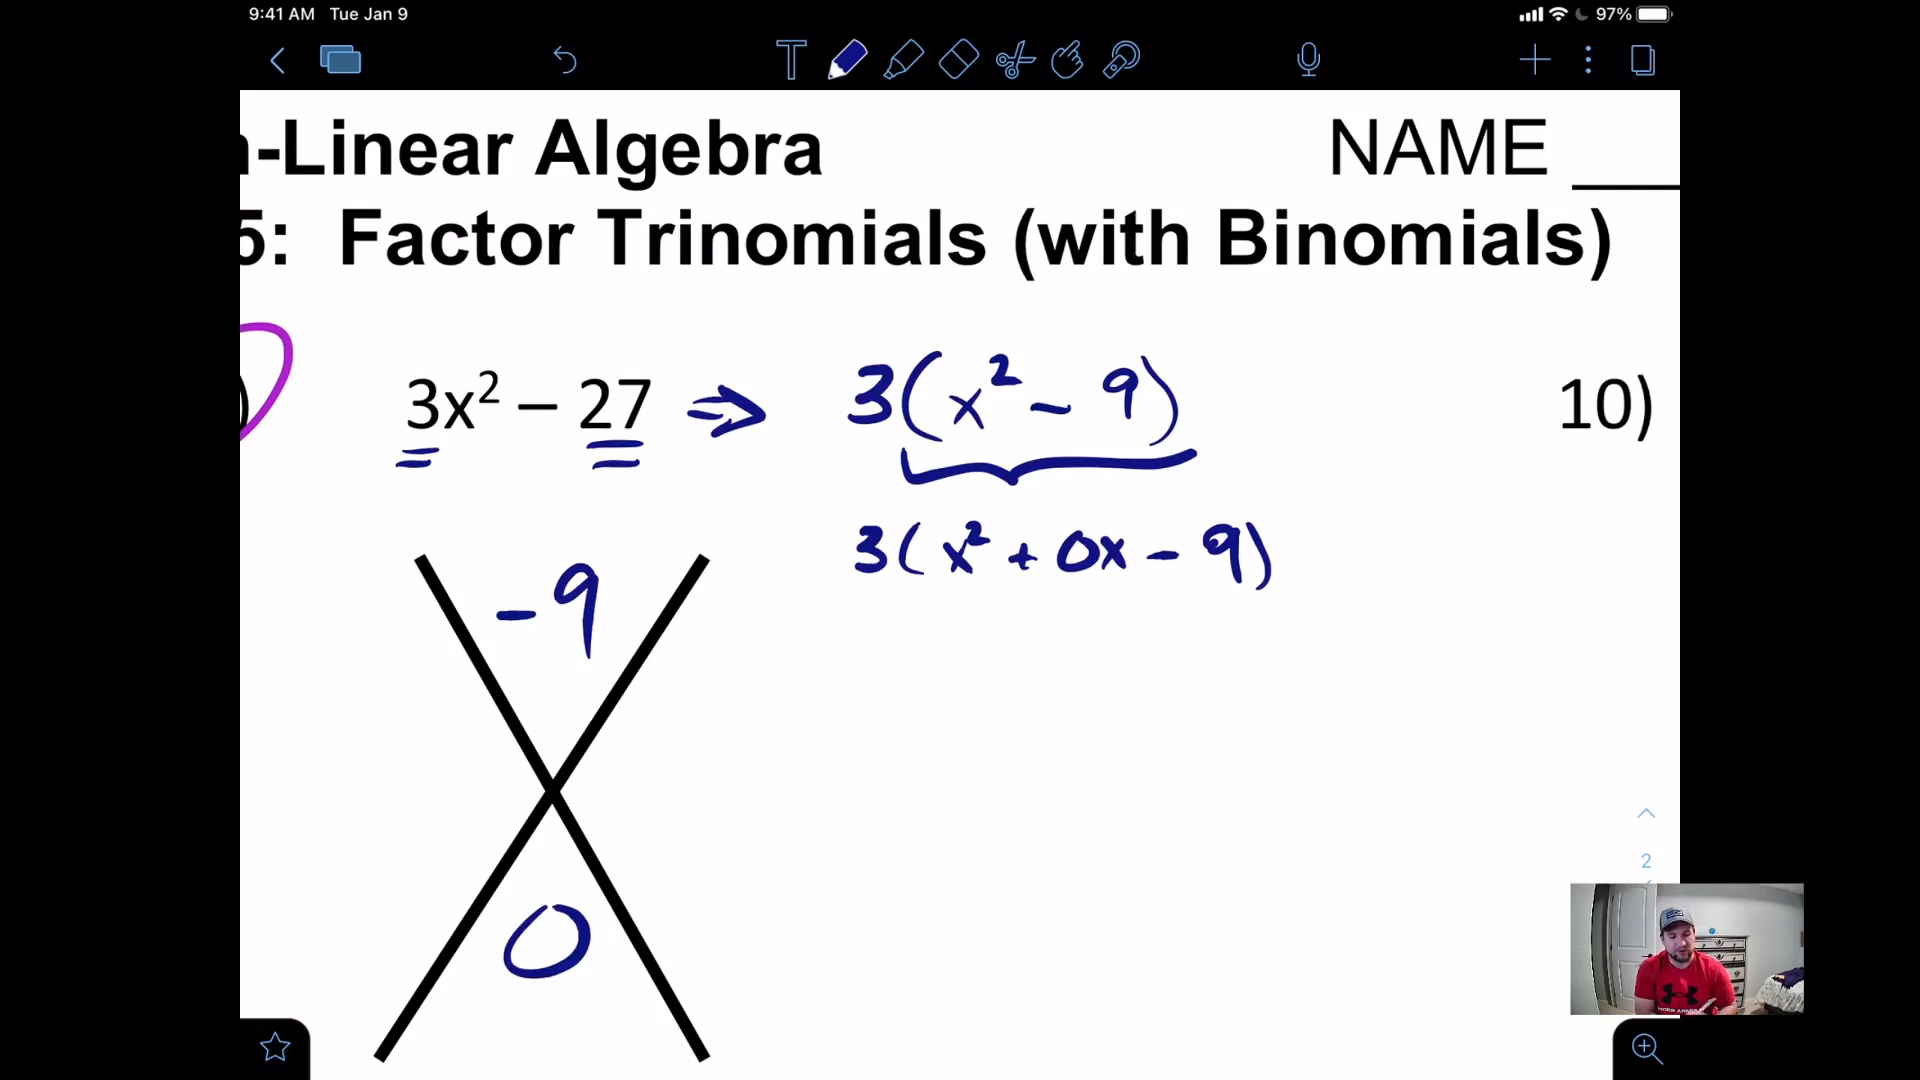 9:41 AM Tue Jan 9 97%
-Linear Algebra NAME
5: Factor Trinomials (with Binomials)
3x² – 27 ⇒ 3(x² - 9) 10)
3(x² + 0x - 9)
-9
0
2